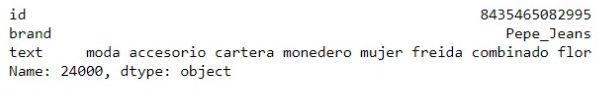 id 8435465082995
brand Pepe_Jeans
text moda accesorio cartera monedero mujer freida combinado flor
Name: 24000, dtype: object